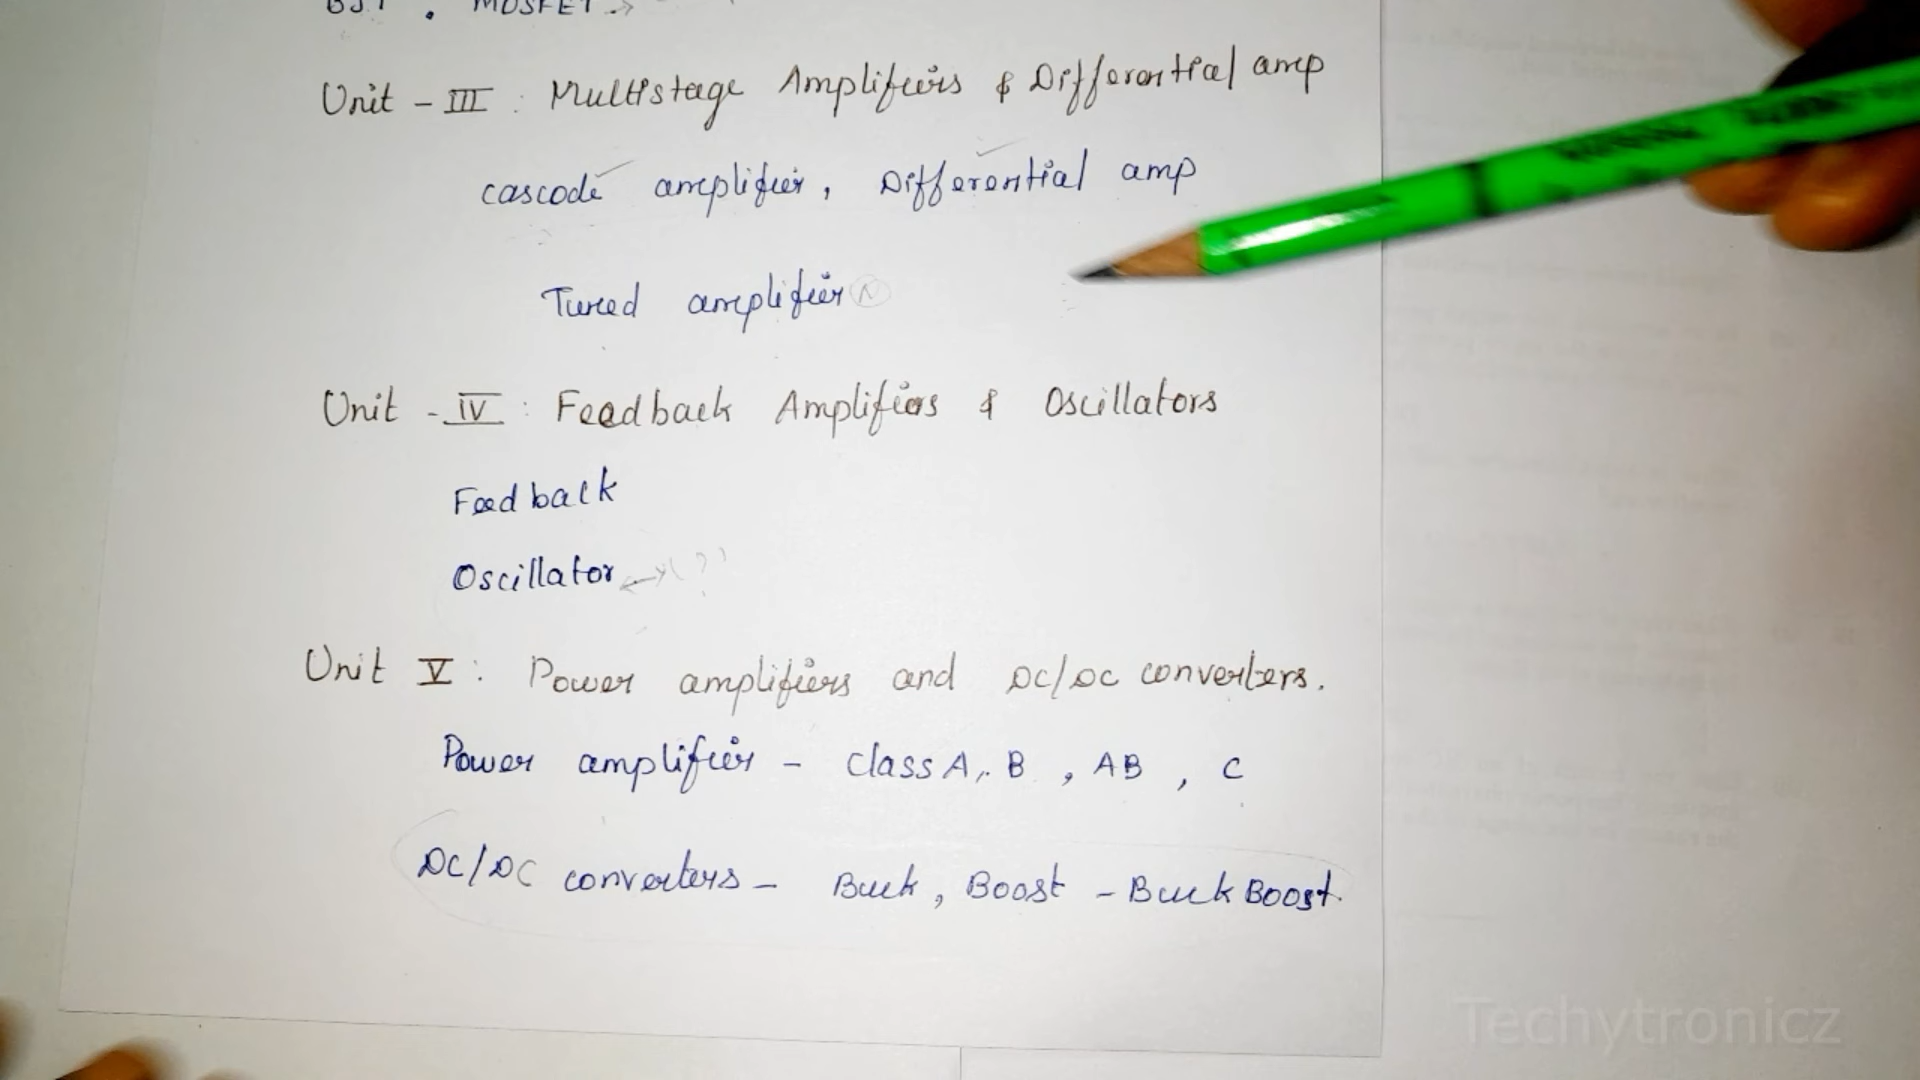 BJT . MOSFET →
Unit - III : Multistage Amplifiers & Differential amp
cascode amplifier, Differential amp
Tuned amplifier N
Unit - IV : Feedback Amplifiers & Oscillators
Feedback
Oscillator ?
Unit V : Power amplifiers and DC/DC converters.
Power amplifier - Class A, B, AB, C
DC/DC converters - Buck, Boost - Buck Boost.
Techytronicz